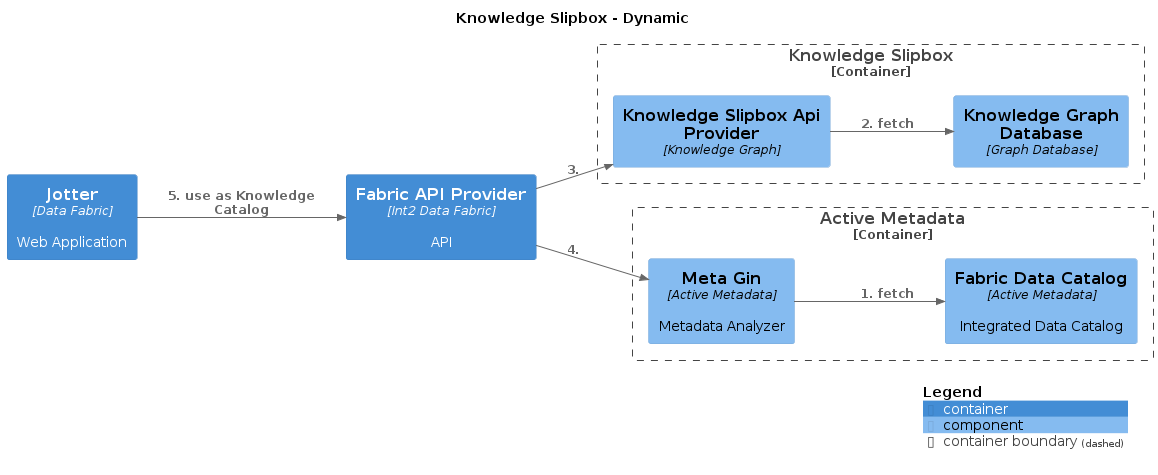 Knowledge Slipbox - Dynamic
Knowledge Slipbox
[Container]
Knowledge Slipbox Api
Provider
[Knowledge Graph]
2. fetch
Knowledge Graph
Database
[Graph Database]
Jotter
[Data Fabric]
Web Application
5. use as Knowledge
Catalog
Fabric API Provider
[Int2 Data Fabric]
API
3.
4.
Active Metadata
[Container]
Meta Gin
[Active Metadata]
Metadata Analyzer
1. fetch
Fabric Data Catalog
[Active Metadata]
Integrated Data Catalog
Legend
container
component
container boundary (dashed)